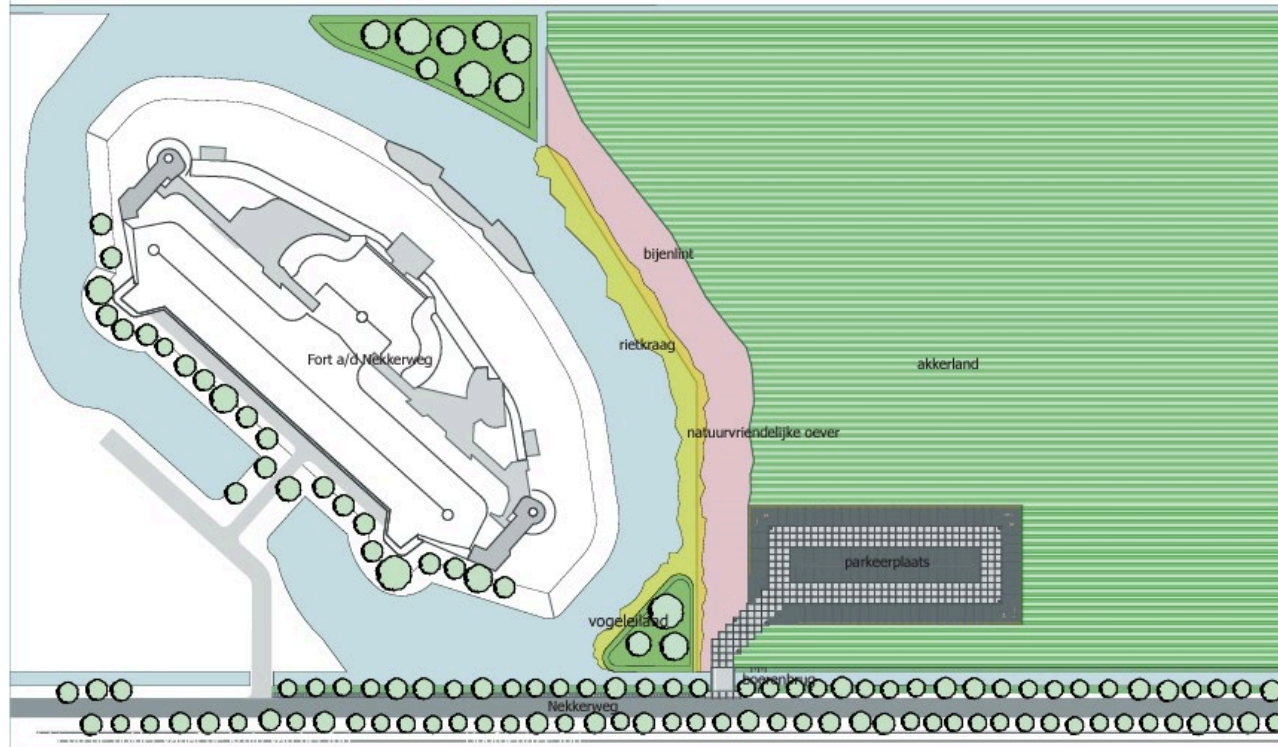 bijenlint
rietkraag
Fort a/d Nekkerweg
akkerland
natuurvriendelijke oever
parkeerplaats
vogeleiland
boerenbrug
Nekkerweg